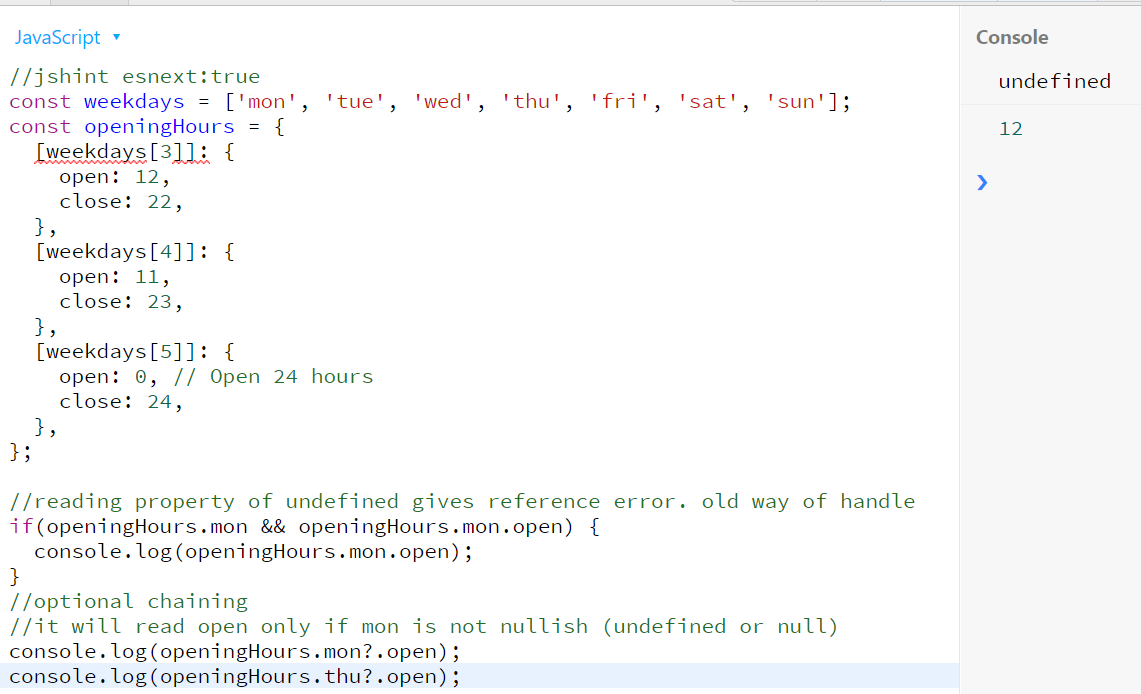 JavaScript ▾
//jshint esnext:true
const weekdays = ['mon', 'tue', 'wed', 'thu', 'fri', 'sat', 'sun'];
const openingHours = {
  [weekdays[3]]: {
    open: 12,
    close: 22,
  },
  [weekdays[4]]: {
    open: 11,
    close: 23,
  },
  [weekdays[5]]: {
    open: 0, // Open 24 hours
    close: 24,
  },
};

//reading property of undefined gives reference error. old way of handle
if(openingHours.mon && openingHours.mon.open) {
  console.log(openingHours.mon.open);
}
//optional chaining
//it will read open only if mon is not nullish (undefined or null)
console.log(openingHours.mon?.open);
console.log(openingHours.thu?.open);
Console
undefined
12
❯